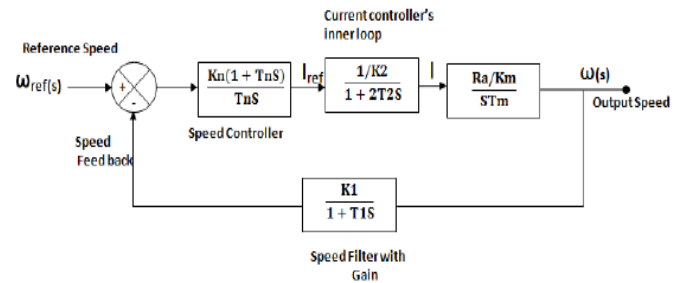 Current controller's
inner loop
Reference Speed
ωref(s)
+
-
Kn(1 + TnS)
TnS
Iref
1/K2
1 + 2T2S
I
Ra/Km
STm
ω(s)
Output Speed
Speed Controller
Speed
Feed back
K1
1 + T1S
Speed Filter with
Gain